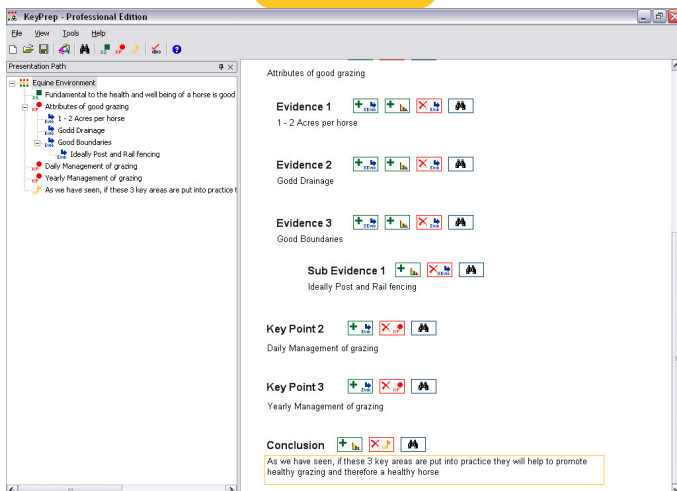 KeyPrep - Professional Edition
File View Tools Help
Presentation Path
Equine Environment
Fundamental to the health and well being of a horse is good
Attributes of good grazing
1 - 2 Acres per horse
Godd Drainage
Good Boundaries
Ideally Post and Rail fencing
Daily Management of grazing
Yearly Management of grazing
As we have seen, if these 3 key areas are put into practice t
Attributes of good grazing
Evidence 1
1 - 2 Acres per horse
Evidence 2
Godd Drainage
Evidence 3
Good Boundaries
Sub Evidence 1
Ideally Post and Rail fencing
Key Point 2
Daily Management of grazing
Key Point 3
Yearly Management of grazing
Conclusion
As we have seen, if these 3 key areas are put into practice they will help to promote
healthy grazing and therefore a healthy horse